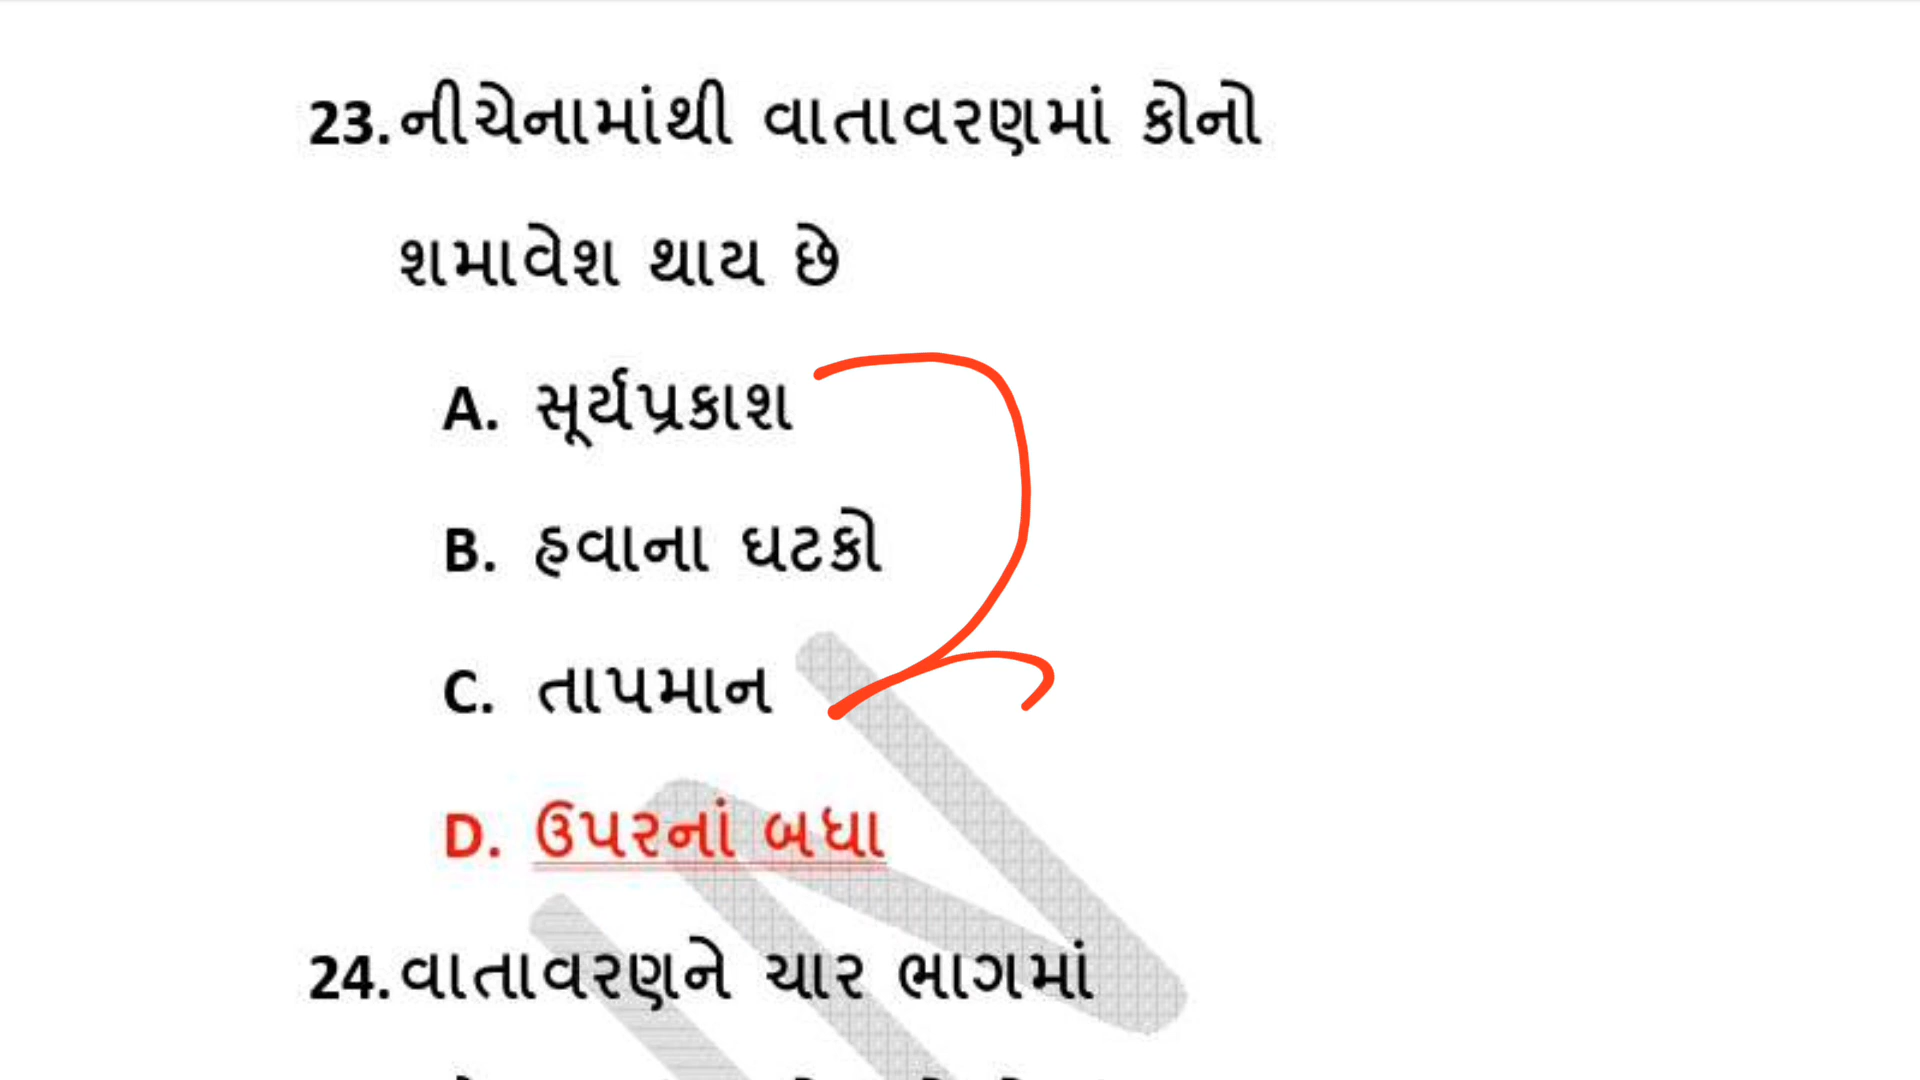 23. નીચેનામાંથી વાતાવરણમાં કોનો
શમાવેશ થાય છે
A. સૂર્યપ્રકાશ
B. હવાના ઘટકો
C. તાપમાન
D. ઉપરનાં બધા
24. વાતાવરણને ચાર ભાગમાં